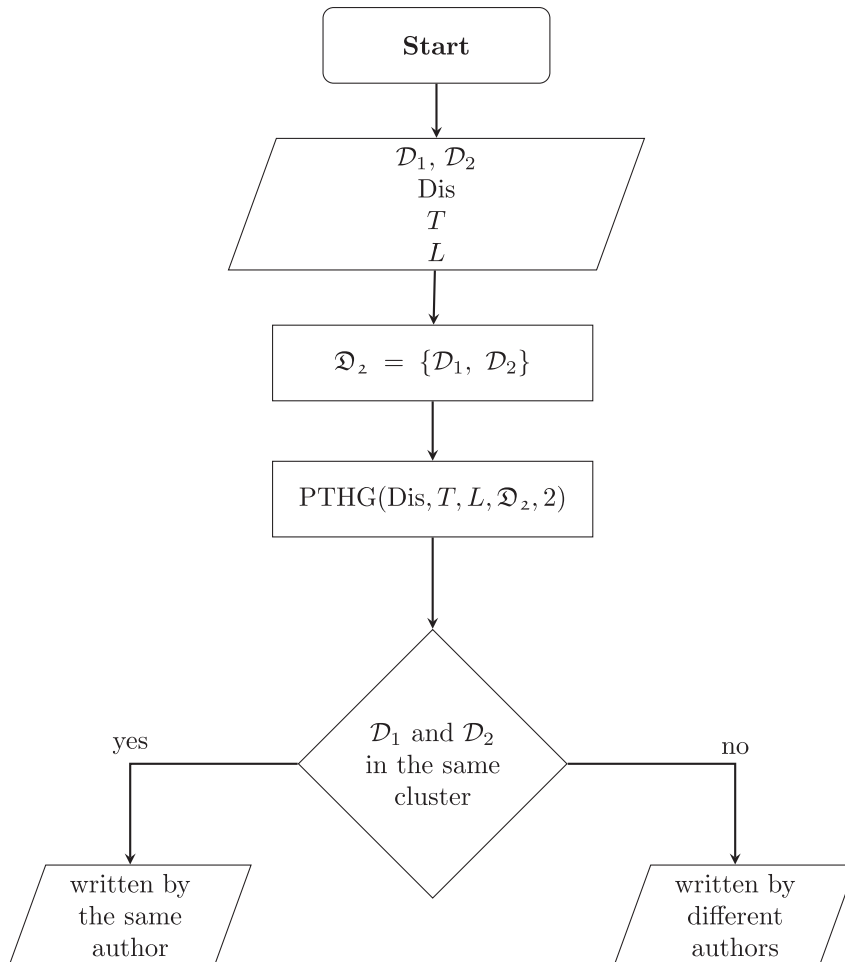 Start
𝒟₁, 𝒟₂
Dis
T
L
𝔇₂ = {𝒟₁, 𝒟₂}
PTHG(Dis, T, L, 𝔇₂, 2)
𝒟₁ and 𝒟₂
in the same
cluster
yes
no
written by
the same
author
written by
different
authors